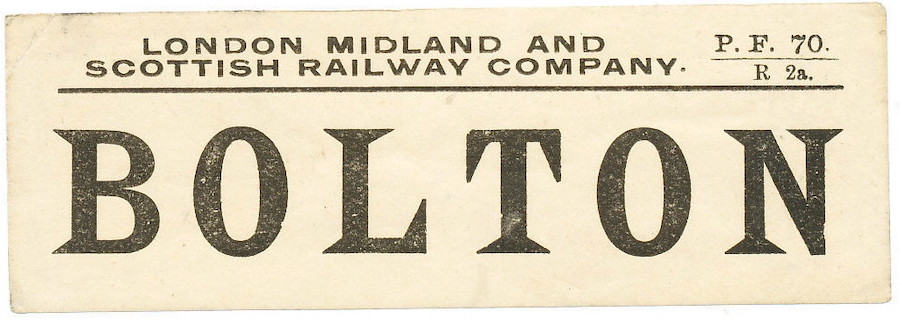 LONDON MIDLAND AND
SCOTTISH RAILWAY COMPANY.
P. F. 70.
R 2a.
BOLTON